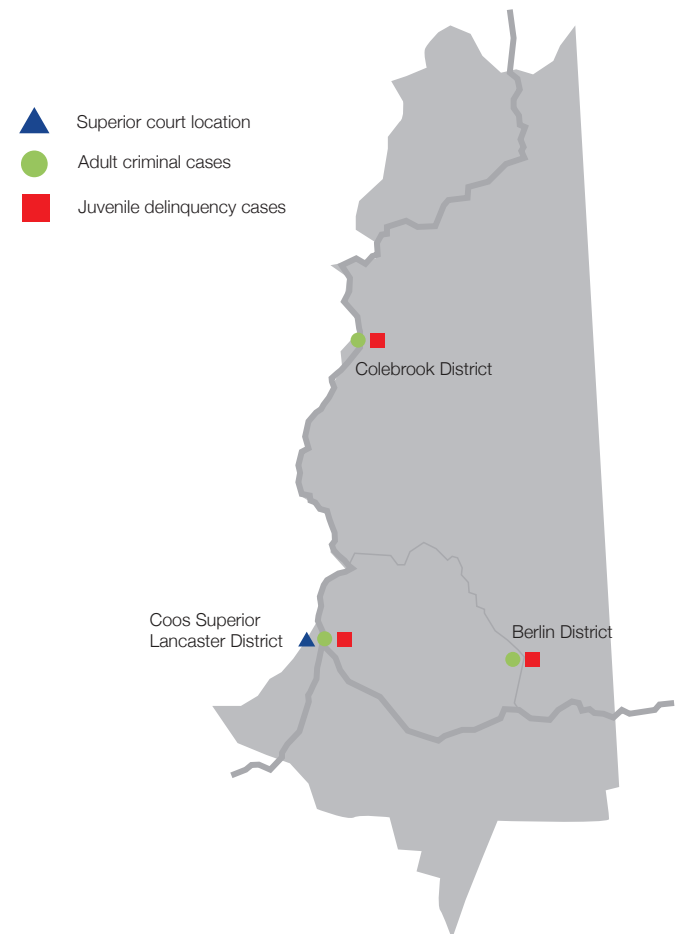 Superior court location
Adult criminal cases
Juvenile delinquency cases
Colebrook District
Coos Superior
Lancaster District
Berlin District